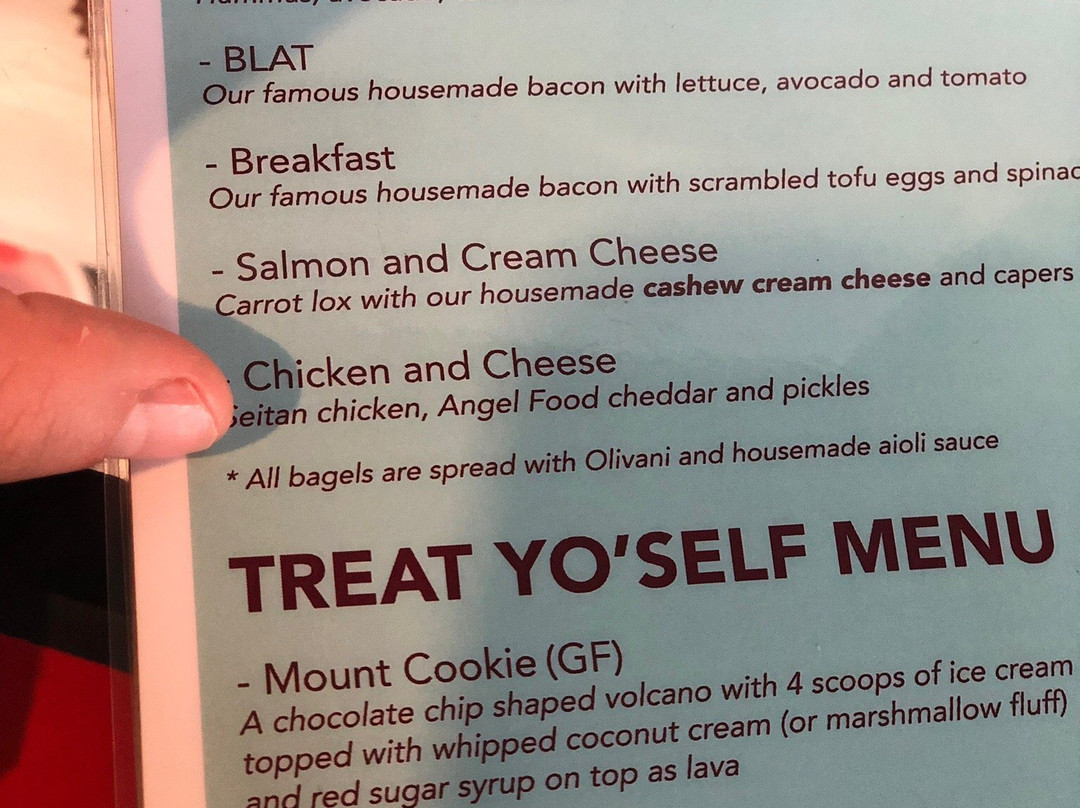 - BLAT
Our famous housemade bacon with lettuce, avocado and tomato
- Breakfast
Our famous housemade bacon with scrambled tofu eggs and spinac
- Salmon and Cream Cheese
Carrot lox with our housemade cashew cream cheese and capers
- Chicken and Cheese
Seitan chicken, Angel Food cheddar and pickles
* All bagels are spread with Olivani and housemade aioli sauce
TREAT YO'SELF MENU
- Mount Cookie (GF)
A chocolate chip shaped volcano with 4 scoops of ice cream
topped with whipped coconut cream (or marshmallow fluff)
and red sugar syrup on top as lava